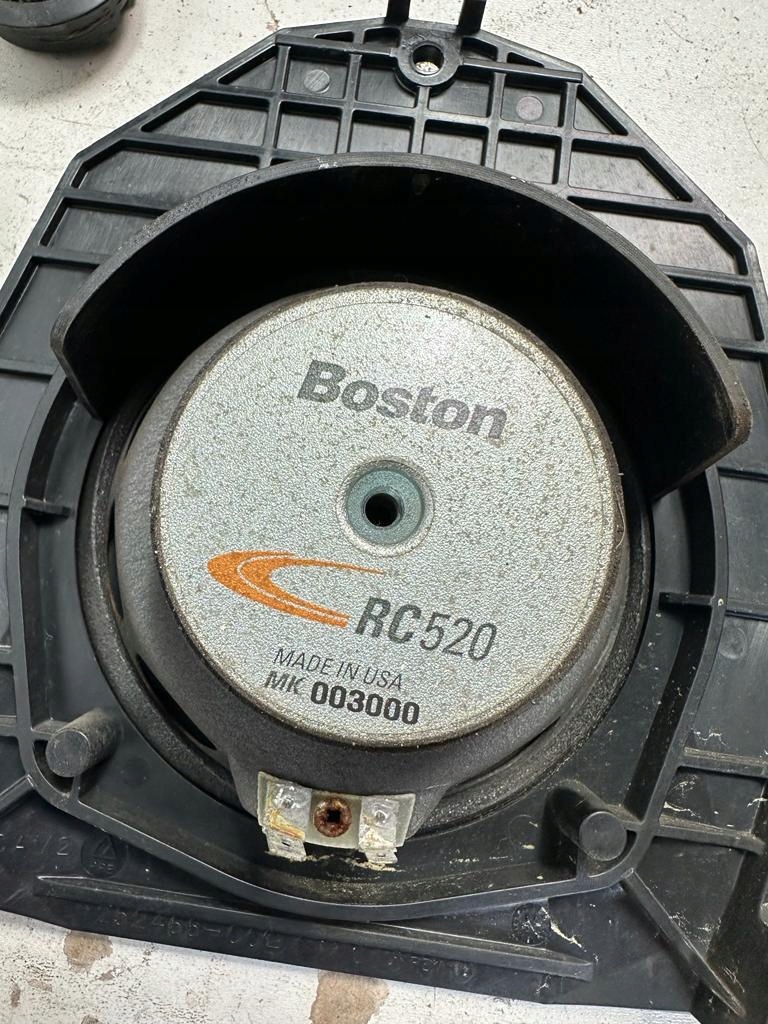 Boston
RC520
MADE IN USA
MK 003000